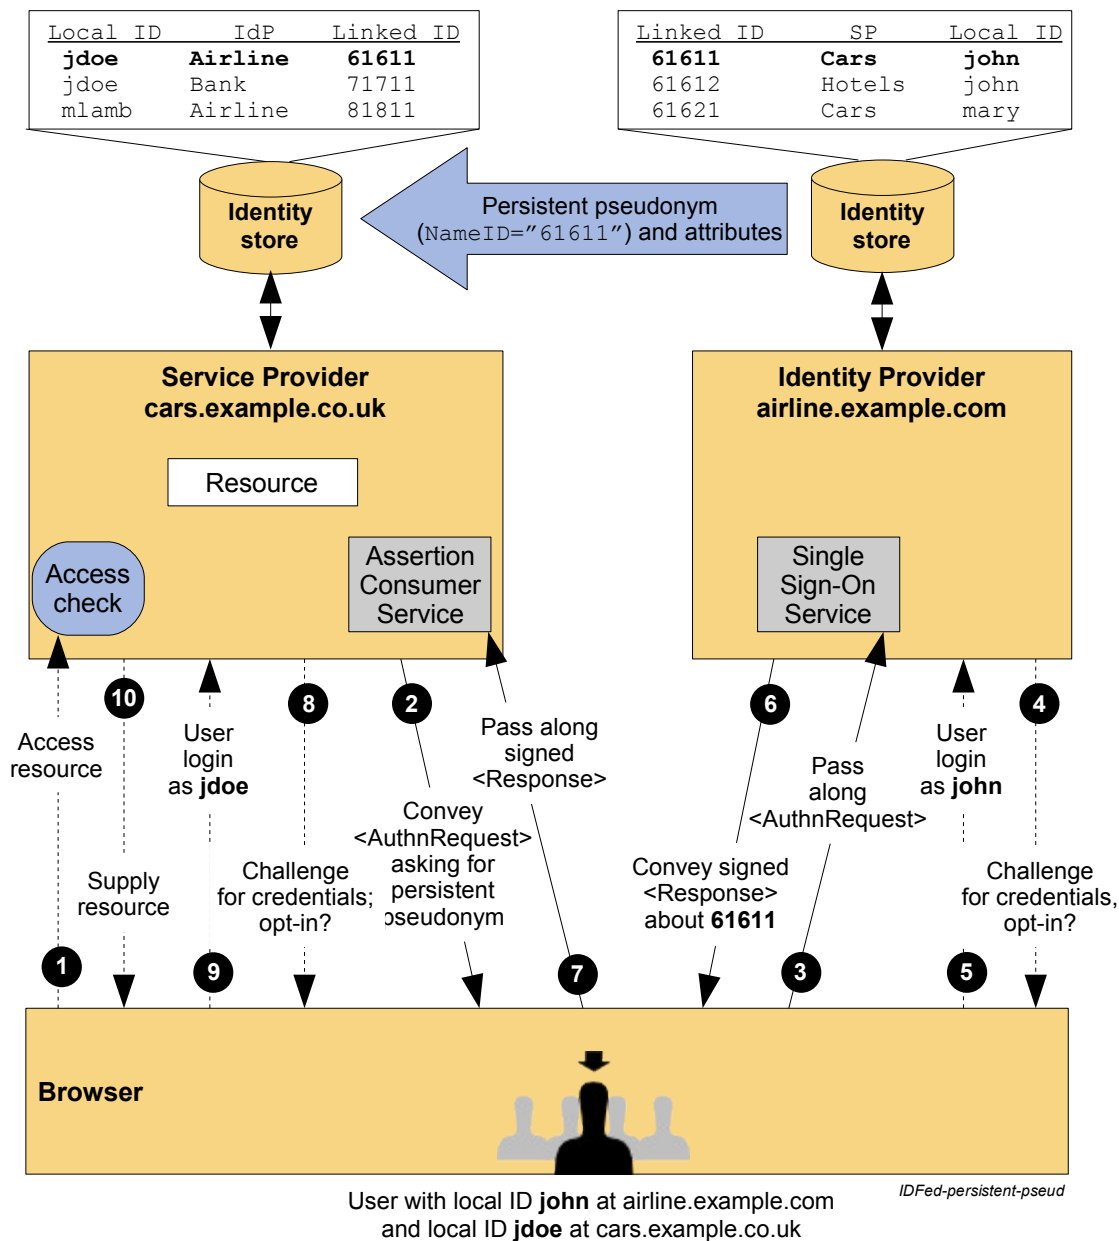 Local ID IdP Linked ID
jdoe Airline 61611
jdoe Bank 71711
mlamb Airline 81811
Linked ID SP Local ID
61611 Cars john
61612 Hotels john
61621 Cars mary
Identity
store
Persistent pseudonym
(NameID="61611") and attributes
Identity
store
Service Provider
cars.example.co.uk
Resource
Access
check
Assertion
Consumer
Service
Identity Provider
airline.example.com
Single
Sign-On
Service
10
8
2
6
4
Access
resource
User
login
as jdoe
Pass along
signed
<Response>
Convey
<AuthnRequest>
asking for
persistent
pseudonym
Pass
along
<AuthnRequest>
User
login
as john
Supply
resource
Challenge
for credentials;
opt-in?
Convey signed
<Response>
about 61611
Challenge
for credentials,
opt-in?
1
9
7
3
5
Browser
User with local ID john at airline.example.com
and local ID jdoe at cars.example.co.uk
IDFed-persistent-pseud